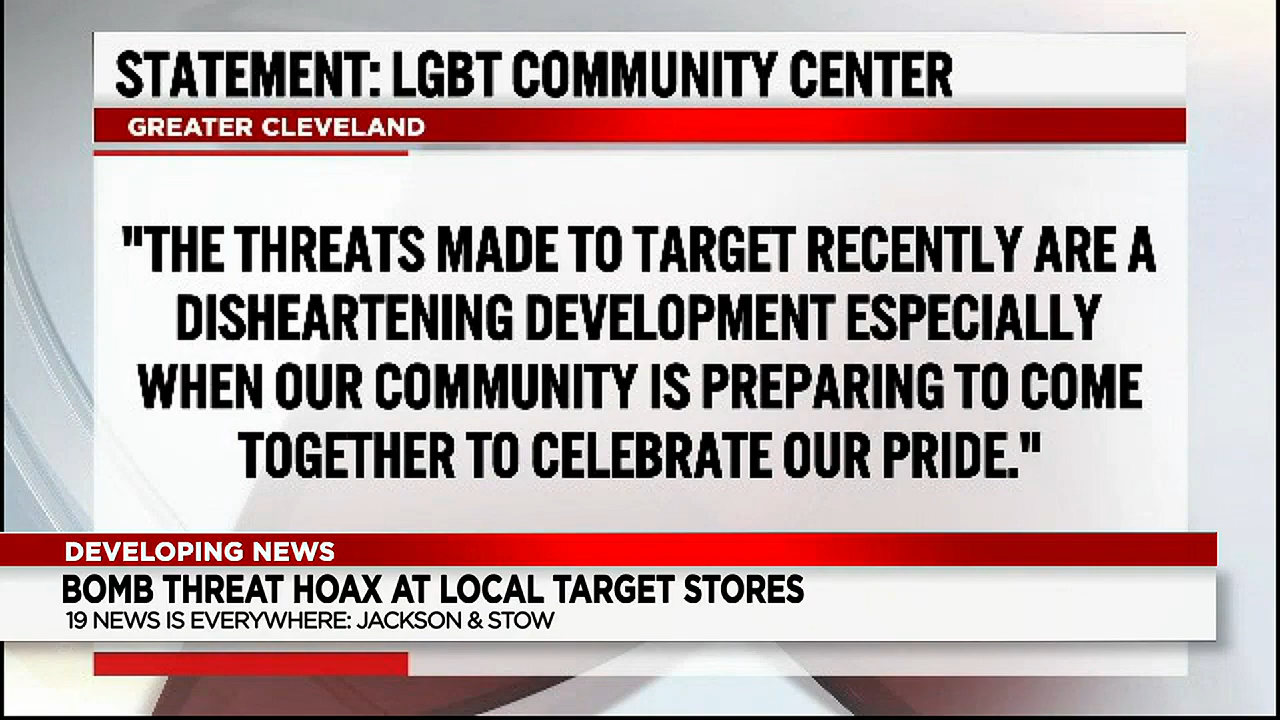 STATEMENT: LGBT COMMUNITY CENTER
GREATER CLEVELAND
"THE THREATS MADE TO TARGET RECENTLY ARE A
DISHEARTENING DEVELOPMENT ESPECIALLY
WHEN OUR COMMUNITY IS PREPARING TO COME
TOGETHER TO CELEBRATE OUR PRIDE."
DEVELOPING NEWS
BOMB THREAT HOAX AT LOCAL TARGET STORES
19 NEWS IS EVERYWHERE: JACKSON & STOW